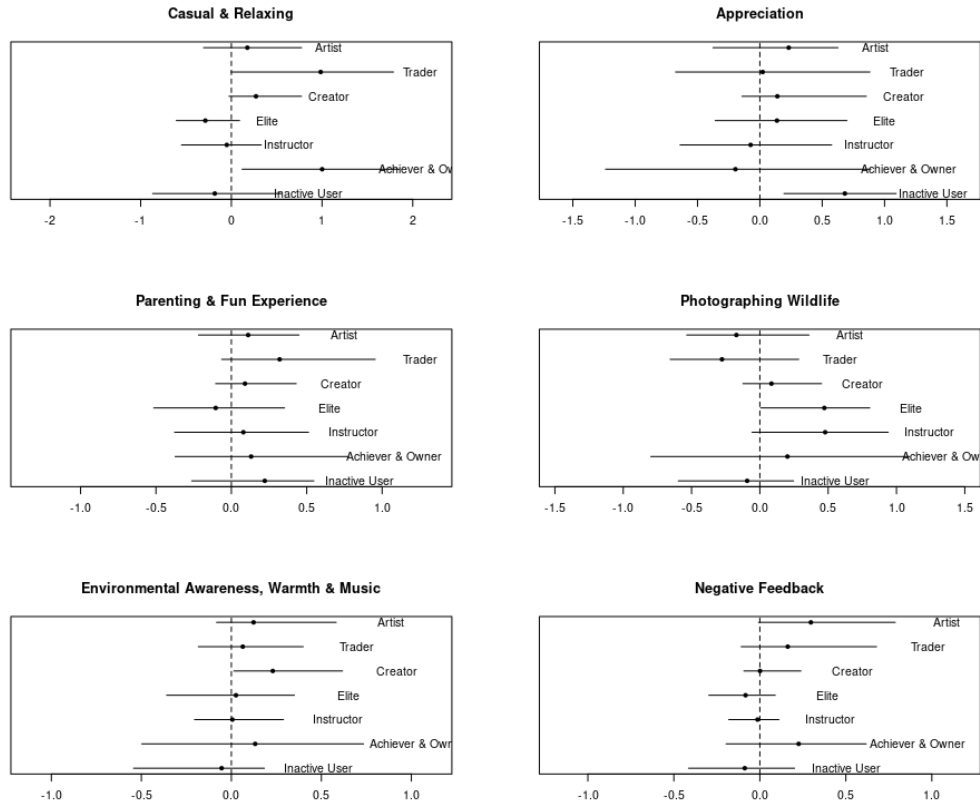 Casual & Relaxing
Artist
Trader
Creator
Elite
Instructor
Achiever & Ow
Inactive User
-2 -1 0 1 2
Appreciation
Artist
Trader
Creator
Elite
Instructor
Achiever & Owner
Inactive User
-1.5 -1.0 -0.5 0.0 0.5 1.0 1.5
Parenting & Fun Experience
Artist
Trader
Creator
Elite
Instructor
Achiever & Owner
Inactive User
-1.0 -0.5 0.0 0.5 1.0
Photographing Wildlife
Artist
Trader
Creator
Elite
Instructor
Achiever & Ow
Inactive User
-1.5 -1.0 -0.5 0.0 0.5 1.0 1.5
Environmental Awareness, Warmth & Music
Artist
Trader
Creator
Elite
Instructor
Achiever & Owr
Inactive User
-1.0 -0.5 0.0 0.5 1.0
Negative Feedback
Artist
Trader
Creator
Elite
Instructor
Achiever & Owner
Inactive User
-1.0 -0.5 0.0 0.5 1.0